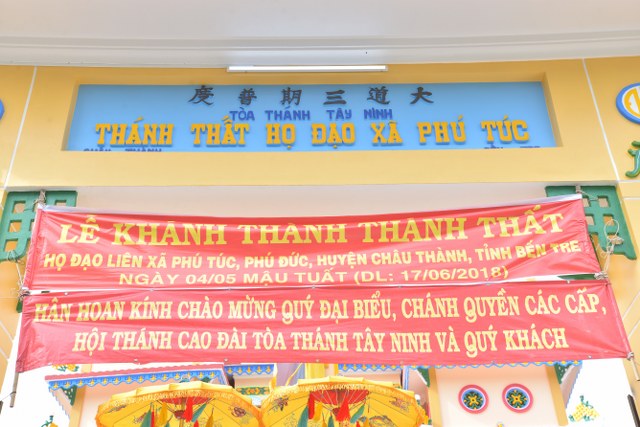 慶普期三道大
TÒA THÁNH TÂY NINH
THÁNH THẤT HỌ ĐẠO XÃ PHÚ TÚC
LỄ KHÁNH THÀNH THÁNH THẤT
HỌ ĐẠO LIÊN XÃ PHÚ TÚC, PHÚ ĐỨC, HUYỆN CHÂU THÀNH, TỈNH BẾN TRE
NGÀY 04/05 MẬU TUẤT (DL: 17/06/2018)
HÂN HOAN KÍNH CHÀO MỪNG QUÝ ĐẠI BIỂU, CHÁNH QUYỀN CÁC CẤP,
HỘI THÁNH CAO ĐÀI TÒA THÁNH TÂY NINH VÀ QUÝ KHÁCH